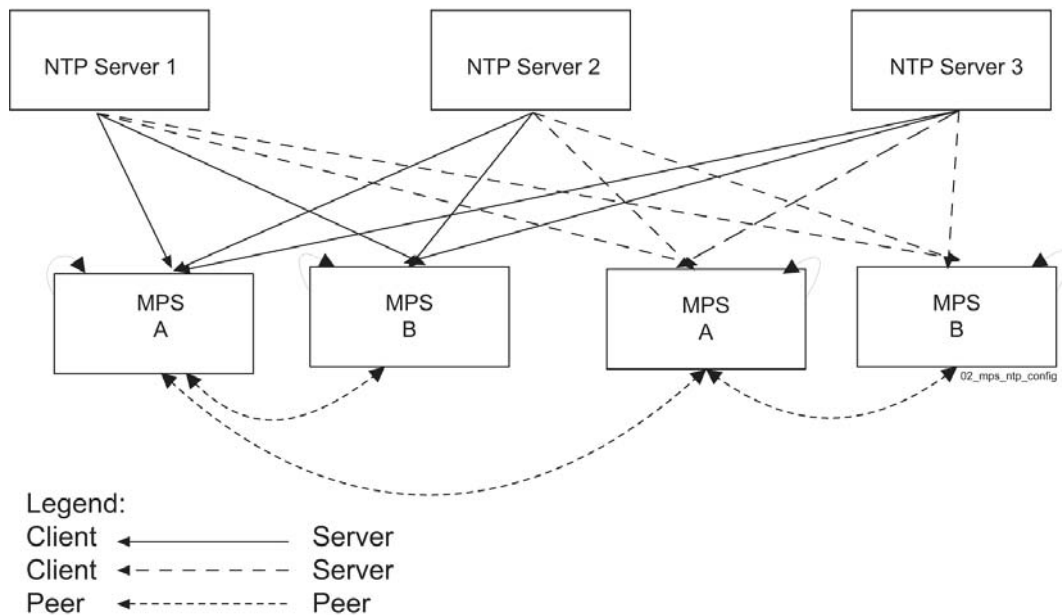 NTP Server 1
NTP Server 2
NTP Server 3
MPS
A
MPS
B
MPS
A
MPS
B
02_mps_ntp_config
Legend:
Client Server
Client Server
Peer Peer